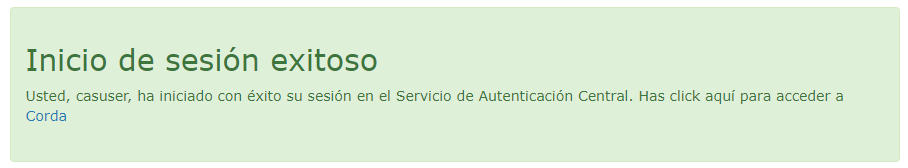 Inicio de sesión exitoso
Usted, casuser, ha iniciado con éxito su sesión en el Servicio de Autenticación Central. Has click aquí para acceder a
Corda